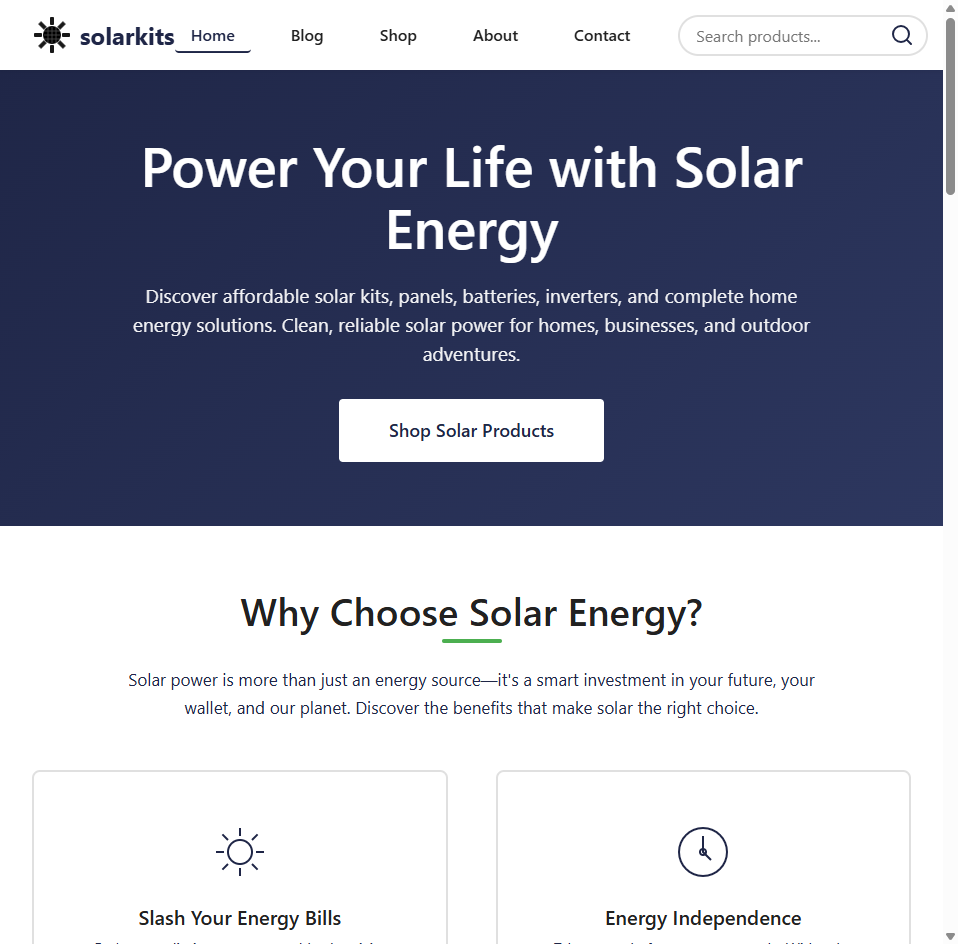 solarkits
Home
Blog
Shop
About
Contact
Search products...
Power Your Life with Solar
Energy
Discover affordable solar kits, panels, batteries, inverters, and complete home
energy solutions. Clean, reliable solar power for homes, businesses, and outdoor
adventures.
Shop Solar Products
Why Choose Solar Energy?
Solar power is more than just an energy source—it's a smart investment in your future, your
wallet, and our planet. Discover the benefits that make solar the right choice.
Slash Your Energy Bills
Energy Independence